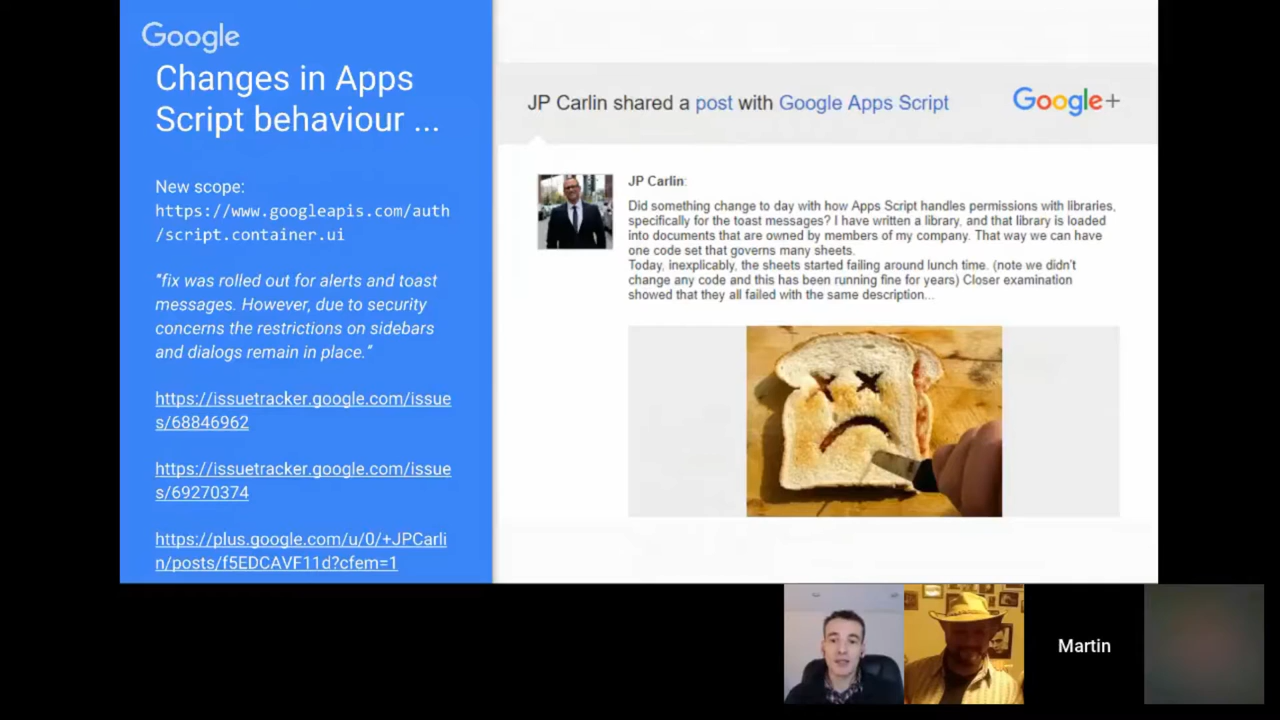 Google
Changes in Apps
Script behaviour ...
New scope:
https://www.googleapis.com/auth
/script.container.ui
"fix was rolled out for alerts and toast
messages. However, due to security
concerns the restrictions on sidebars
and dialogs remain in place."
https://issuetracker.google.com/issue
s/68846962
https://issuetracker.google.com/issue
s/69270374
https://plus.google.com/u/0/+JPCarli
n/posts/f5EDCAVF11d?cfem=1
JP Carlin shared a post with Google Apps Script
Google+
JP Carlin:
Did something change to day with how Apps Script handles permissions with libraries,
specifically for the toast messages? I have written a library, and that library is loaded
into documents that are owned by members of my company. That way we can have
one code set that governs many sheets.
Today, inexplicably, the sheets started failing around lunch time. (note we didn't
change any code and this has been running fine for years) Closer examination
showed that they all failed with the same description...
Martin